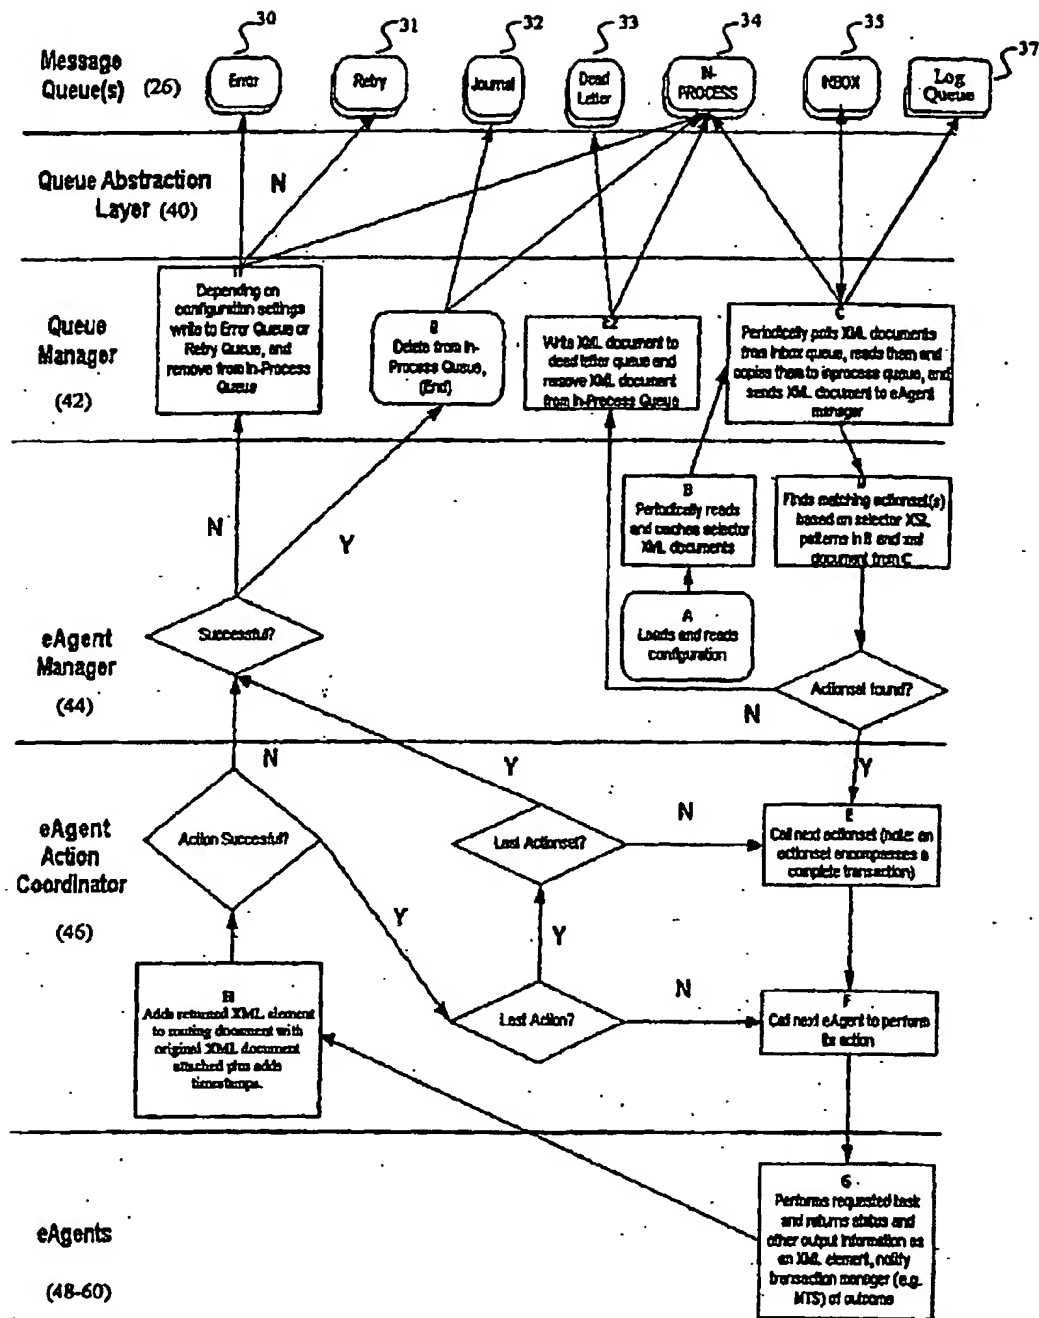 30
31
32
33
34
35
37
Message
Queue(s) (26)
Error
Retry
Journal
Dead
Letter
IN-
PROCESS
INBOX
Log
Queue
Queue Abstraction
Layer (40)
N
Queue
Manager
(42)
Depending on
configuration settings
write to Error Queue or
Retry Queue, and
remove from In-Process
Queue
Delete from In-
Process Queue,
(End)
E2
Write XML document to
dead letter queue and
remove XML document
from In-Process Queue
C
Periodically polls XML documents
from inbox queue, reads them and
copies them to inprocess queue, and
sends XML document to eAgent
manager
N
Y
B
Periodically reads
and caches selector
XML documents
Finds matching actionset(s)
based on selector XSL
patterns in B and xml
document from C
A
Loads and reads
configuration
eAgent
Manager
(44)
Successful?
Actionset found?
N
N
Y
Y
eAgent
Action
Coordinator
(46)
Action Succesful?
Last Actionset?
N
E
Call next actionset (note: an
actionset encompasses a
complete transaction)
Y
Y
H
Adds returned XML element
to routing document with
original XML document
attached plus adds
timestamps.
Last Action?
N
F
Call next eAgent to perform
its action
eAgents
(48-60)
G
Performs requested task
and returns status and
other output information as
an XML element, notify
transaction manager (e.g.
MTS) of outcome